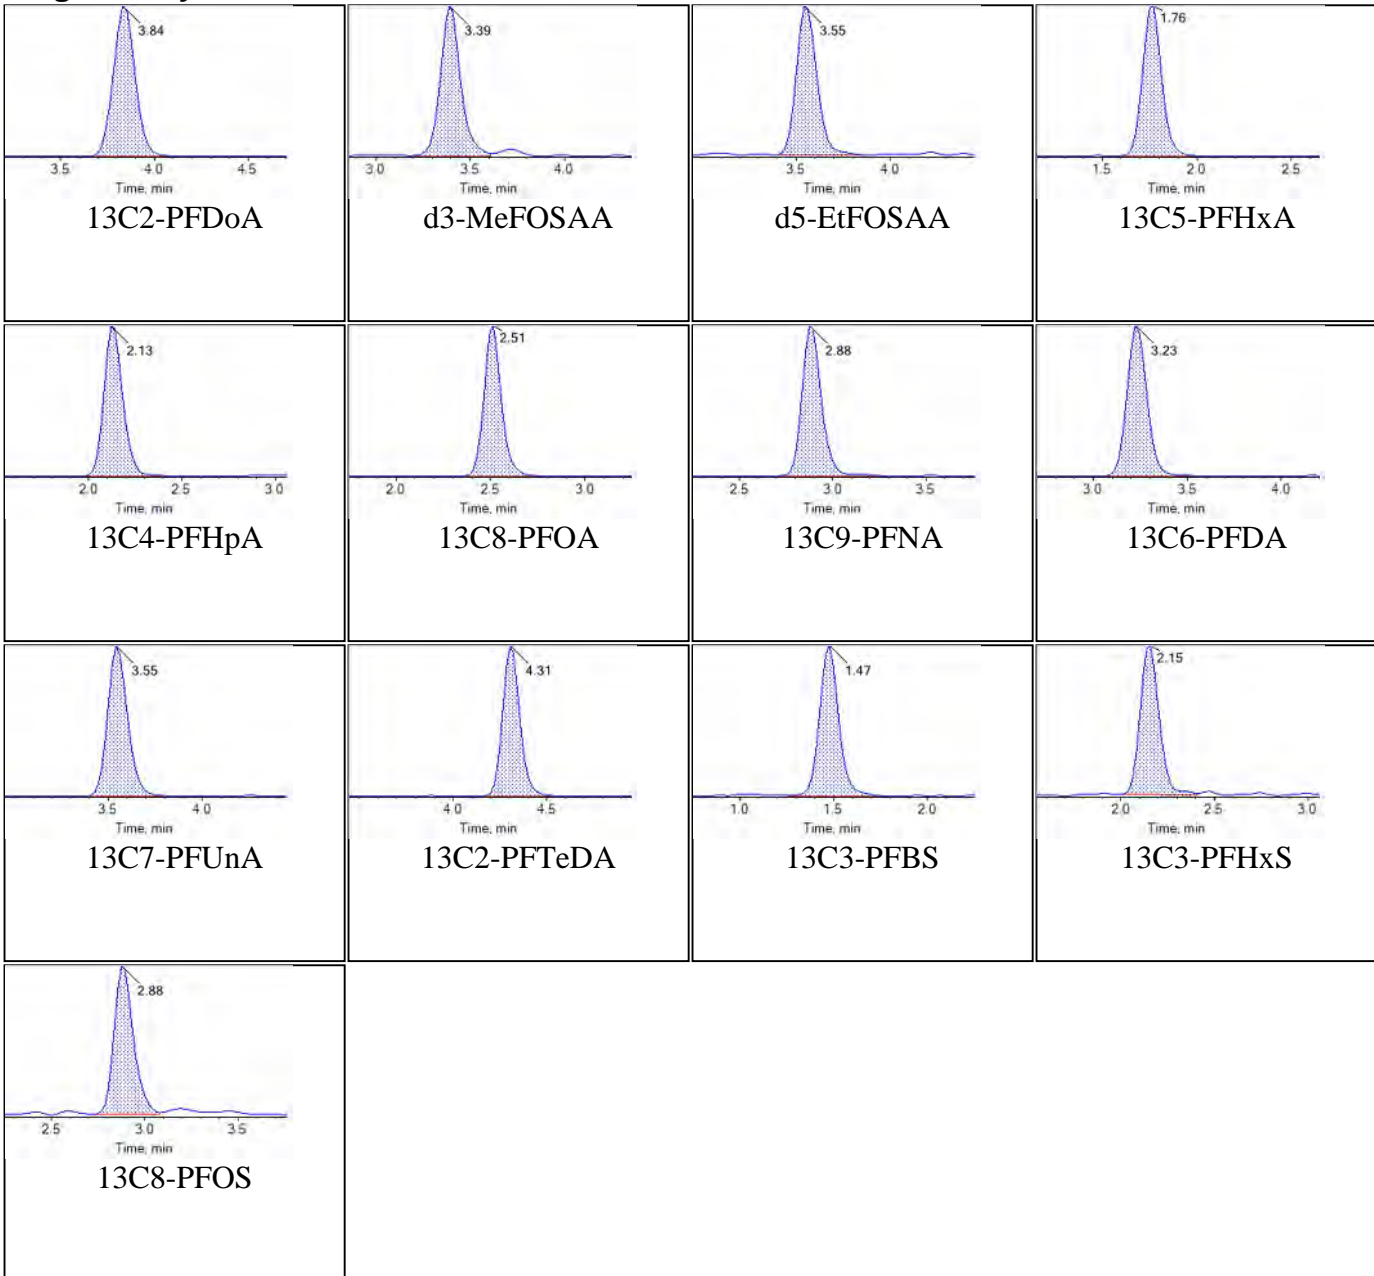 3.84
3.5 4.0 4.5
Time, min
13C2-PFDoA
3.39
3.0 3.5 4.0
Time, min
d3-MeFOSAA
3.55
3.5 4.0
Time, min
d5-EtFOSAA
1.76
1.5 2.0 2.5
Time, min
13C5-PFHxA
2.13
2.0 2.5 3.0
Time, min
13C4-PFHpA
2.51
2.0 2.5 3.0
Time, min
13C8-PFOA
2.88
2.5 3.0 3.5
Time, min
13C9-PFNA
3.23
3.0 3.5 4.0
Time, min
13C6-PFDA
3.55
3.5 4.0
Time, min
13C7-PFUnA
4.31
4.0 4.5
Time, min
13C2-PFTeDA
1.47
1.0 1.5 2.0
Time, min
13C3-PFBS
2.15
2.0 2.5 3.0
Time, min
13C3-PFHxS
2.88
2.5 3.0 3.5
Time, min
13C8-PFOS